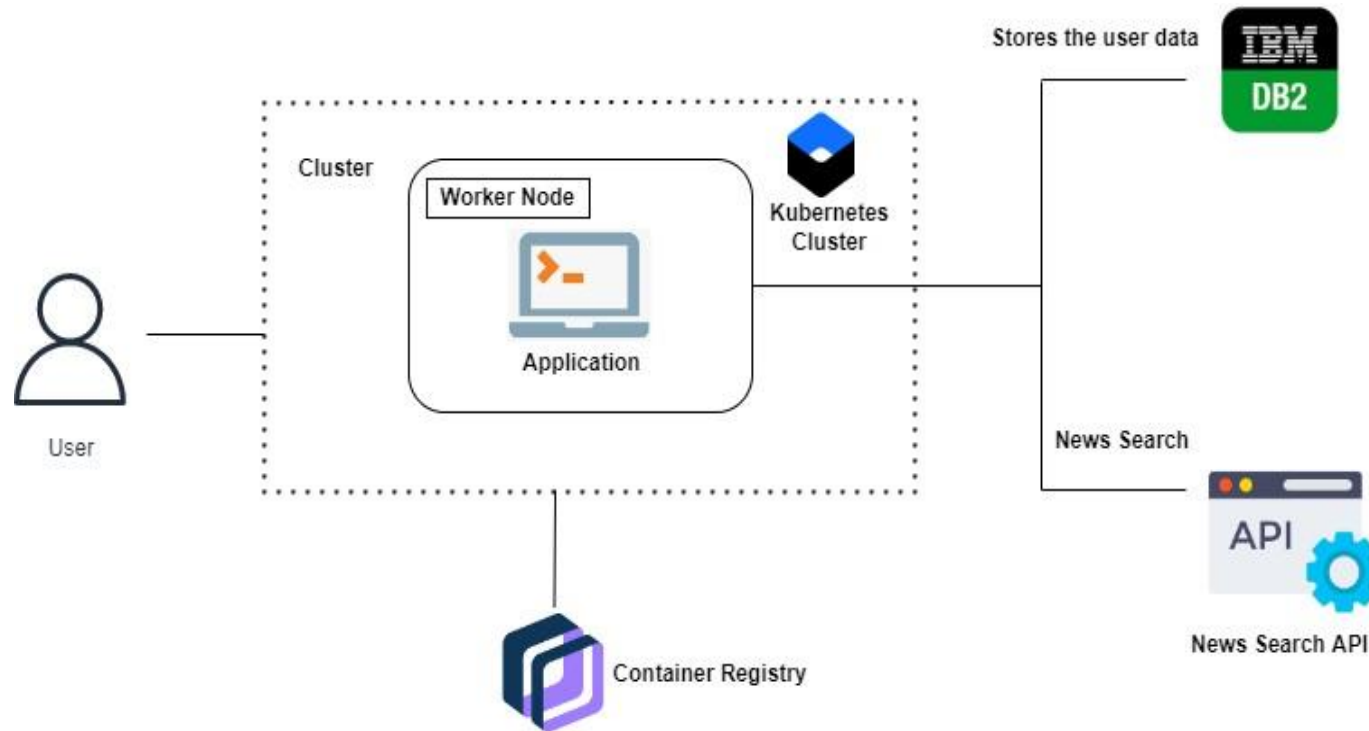 Stores the user data
IBM
DB2
Cluster
Worker Node
Kubernetes
Cluster
Application
User
News Search
API
News Search API
Container Registry